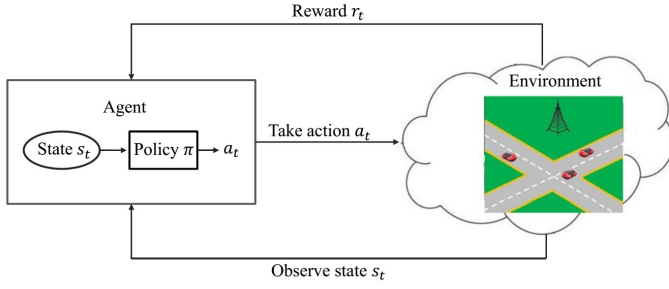 Reward r_t
Environment
Agent
State s_t
Policy π
a_t
Take action a_t
Observe state s_t